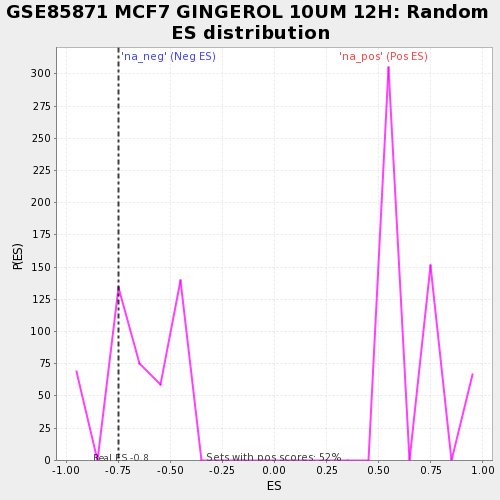 GSE85871 MCF7 GINGEROL 10UM 12H: Random
ES distribution
'na_neg' (Neg ES)
'na_pos' (Pos ES)
300
275
250
225
200
175
150
125
100
75
50
25
0
P(ES)
Real ES -0.8
Sets with pos scores: 52%
-1.00
-0.75
-0.50
-0.25
0.00
0.25
0.50
0.75
1.00
ES